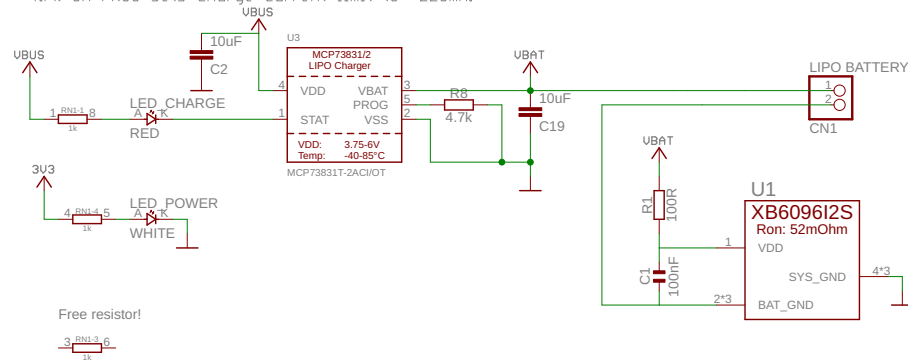 VBUS
U3
10uF
MCP73831/2
LIPO Charger
C2
VBUS
VBAT
LIPO BATTERY
4 VDD VBAT 3
PROG 5
R8
4.7k
10uF
C19
1
2
CN1
LED_CHARGE
1 RN1-1 8
1k
A K
RED
1 STAT VSS 2
VDD: 3.75-6V
Temp: -40-85°C
MCP73831T-2ACI/OT
VBAT
3V3
R1
100R
U1
XB6096I2S
Ron: 52mOhm
LED_POWER
4 RN1-4 5
1k
A K
WHITE
1 VDD
C1
100nF
SYS_GND 4*3
2*3 BAT_GND
Free resistor!
3 RN1-3 6
1k